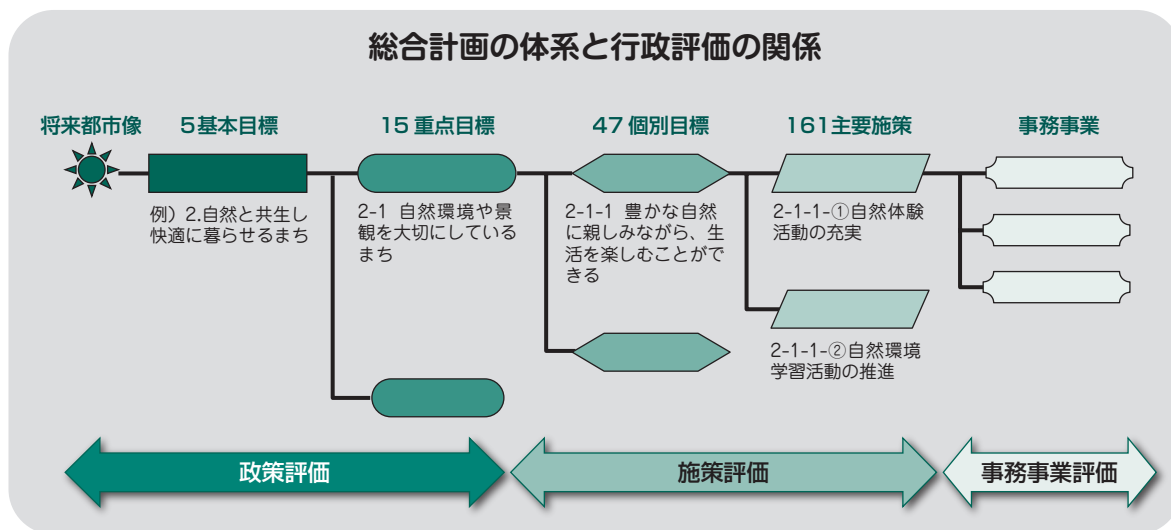 総合計画の体系と行政評価の関係
将来都市像
5基本目標
15 重点目標
47 個別目標
161主要施策
事務事業
例）2.自然と共生し
快適に暮らせるまち
2-1 自然環境や景
観を大切にしている
まち
2-1-1 豊かな自然
に親しみながら、生
活を楽しむことがで
きる
2-1-1-①自然体験
活動の充実
2-1-1-②自然環境
学習活動の推進
政策評価
施策評価
事務事業評価